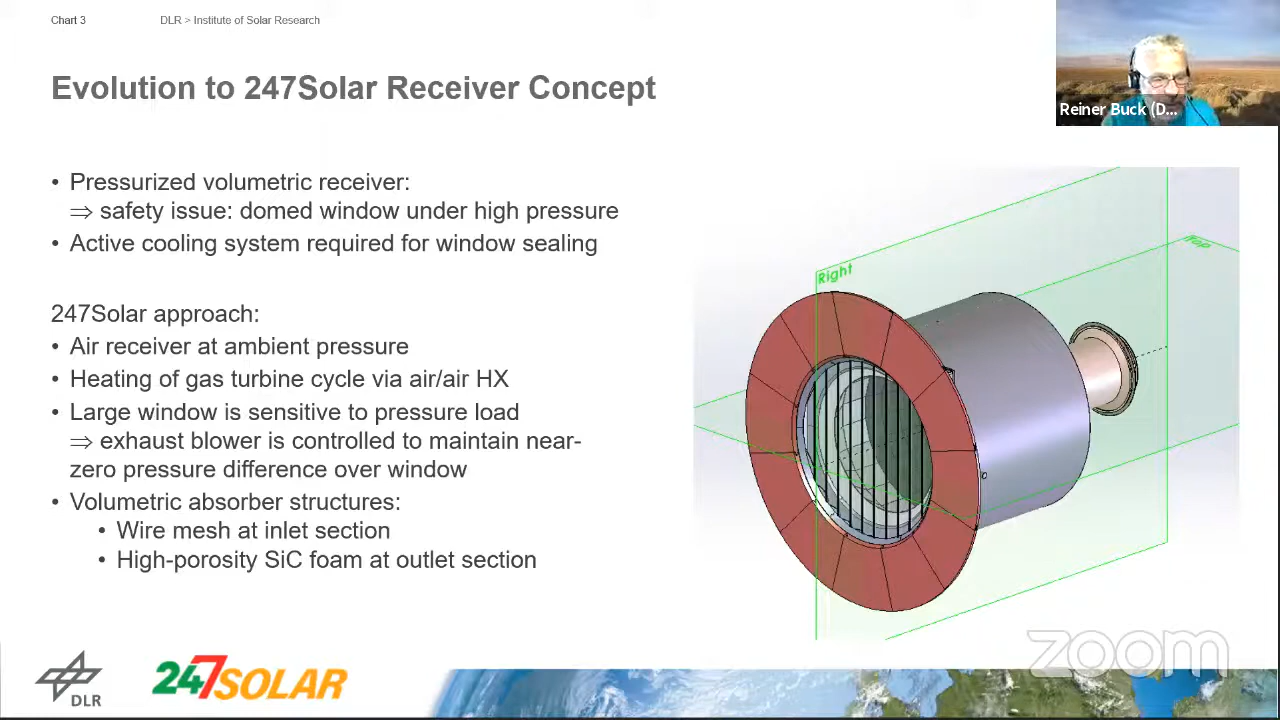 Chart 3 DLR > Institute of Solar Research
Evolution to 247Solar Receiver Concept
Reiner Buck (D...
• Pressurized volumetric receiver:
⇒ safety issue: domed window under high pressure
• Active cooling system required for window sealing
247Solar approach:
• Air receiver at ambient pressure
• Heating of gas turbine cycle via air/air HX
• Large window is sensitive to pressure load
⇒ exhaust blower is controlled to maintain near-
zero pressure difference over window
• Volumetric absorber structures:
• Wire mesh at inlet section
• High-porosity SiC foam at outlet section
Right
Top
DLR
247SOLAR
zoom